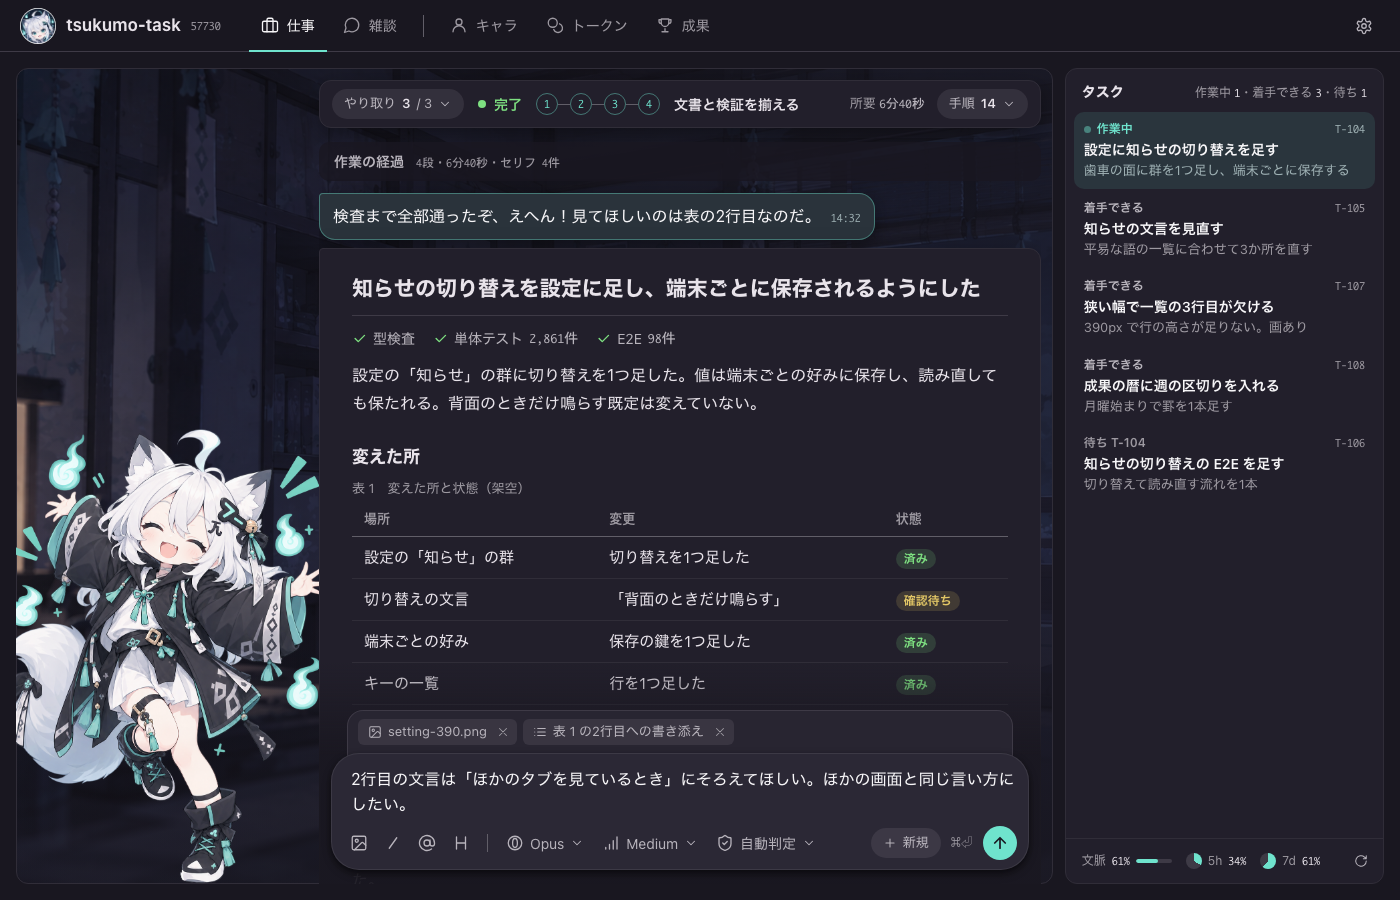 tsukumo-task 57730
仕事
雑談
キャラ
トークン
成果
やり取り 3 / 3
完了
1 2 3 4
文書と検証を揃える
所要 6分40秒
手順 14
作業の経過 4段・6分40秒・セリフ 4件
検査まで全部通ったぞ、えへん！見てほしいのは表の2行目なのだ。 14:32
知らせの切り替えを設定に足し、端末ごとに保存されるようにした
型検査 単体テスト 2,861件 E2E 98件
設定の「知らせ」の群に切り替えを1つ足した。値は端末ごとの好みに保存し、読み直して
も保たれる。背面のときだけ鳴らす既定は変えていない。
変えた所
表 1 変えた所と状態（架空）
場所 変更 状態
設定の「知らせ」の群 切り替えを1つ足した 済み
切り替えの文言 「背面のときだけ鳴らす」 確認待ち
端末ごとの好み 保存の鍵を1つ足した 済み
キーの一覧 行を1つ足した 済み
setting-390.png
表 1 の2行目への書き添え
2行目の文言は「ほかのタブを見ているとき」にそろえてほしい。ほかの画面と同じ言い方に
したい。
Opus
Medium
自動判定
新規
⌘⏎
タスク 作業中 1・着手できる 3・待ち 1
作業中 T-104
設定に知らせの切り替えを足す
歯車の面に群を1つ足し、端末ごとに保存する
着手できる T-105
知らせの文言を見直す
平易な語の一覧に合わせて3か所を直す
着手できる T-107
狭い幅で一覧の3行目が欠ける
390px で行の高さが足りない。画あり
着手できる T-108
成果の暦に週の区切りを入れる
月曜始まりで罫を1本足す
待ち T-104 T-106
知らせの切り替えの E2E を足す
切り替えて読み直す流れを1本
文脈 61% 5h 34% 7d 61%